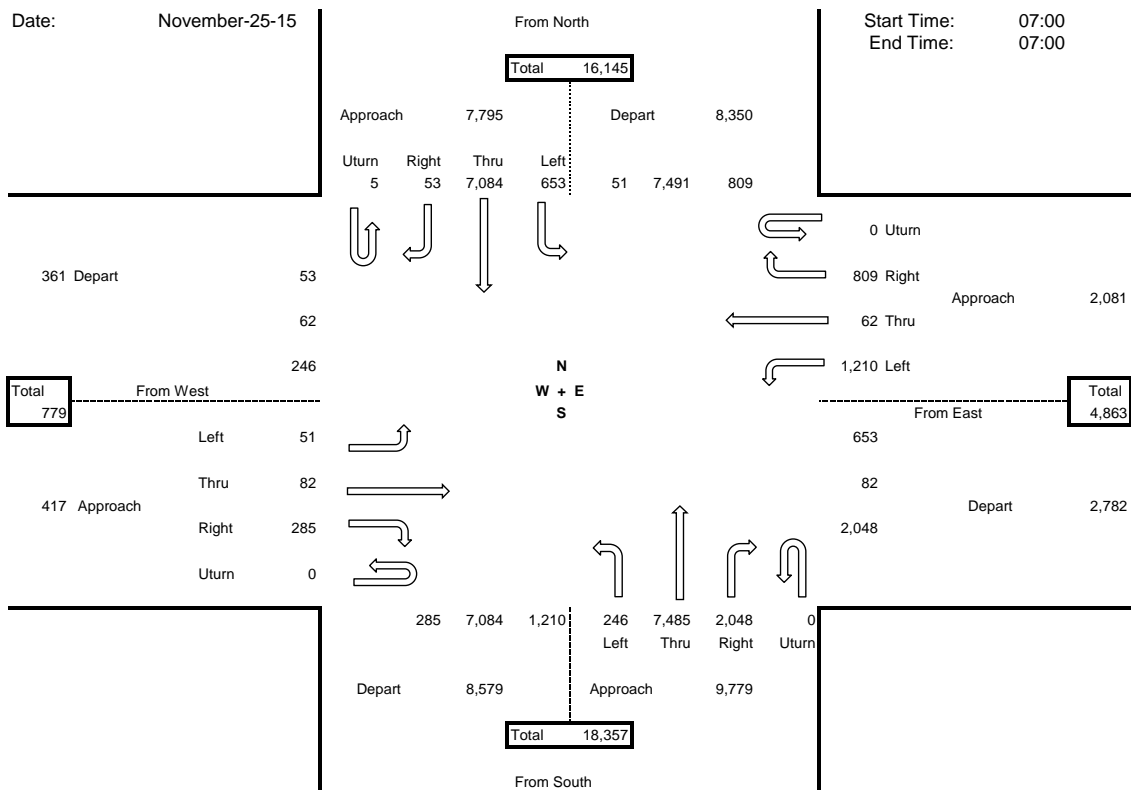 Date: November-25-15 From North Start Time: 07:00
End Time: 07:00
Total 16,145
Approach 7,795 Depart 8,350
Uturn Right Thru Left
5 53 7,084 653 51 7,491 809
0 Uturn
361 Depart 53 809 Right
Approach 2,081
62 62 Thru
246 N 1,210 Left
Total From West W + E Total
779 S From East 4,863
Left 51 653
Thru 82 82
417 Approach Depart 2,782
Right 285 2,048
Uturn 0
285 7,084 1,210 246 7,485 2,048 0
Left Thru Right Uturn
Depart 8,579 Approach 9,779
Total 18,357
From South